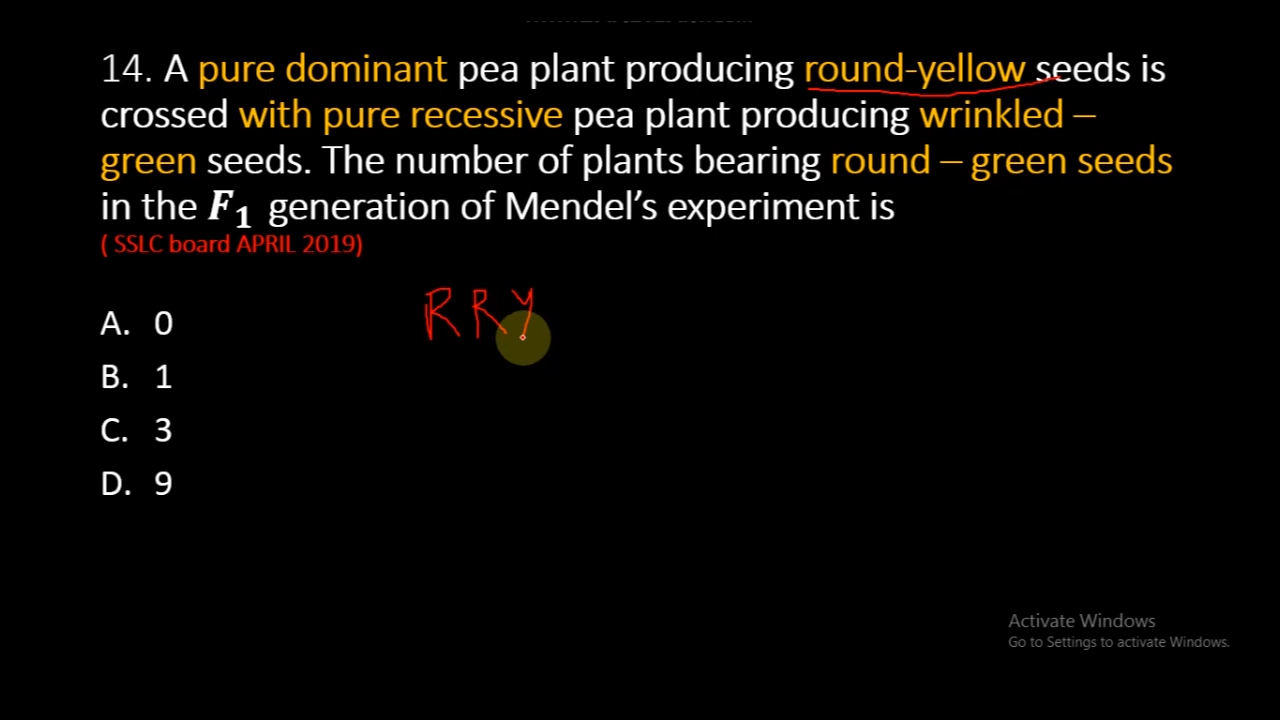 14. A pure dominant pea plant producing round-yellow seeds is
crossed with pure recessive pea plant producing wrinkled –
green seeds. The number of plants bearing round – green seeds
in the F₁ generation of Mendel's experiment is
( SSLC board APRIL 2019)
A. 0
B. 1
C. 3
D. 9
R R Y
Activate Windows
Go to Settings to activate Windows.